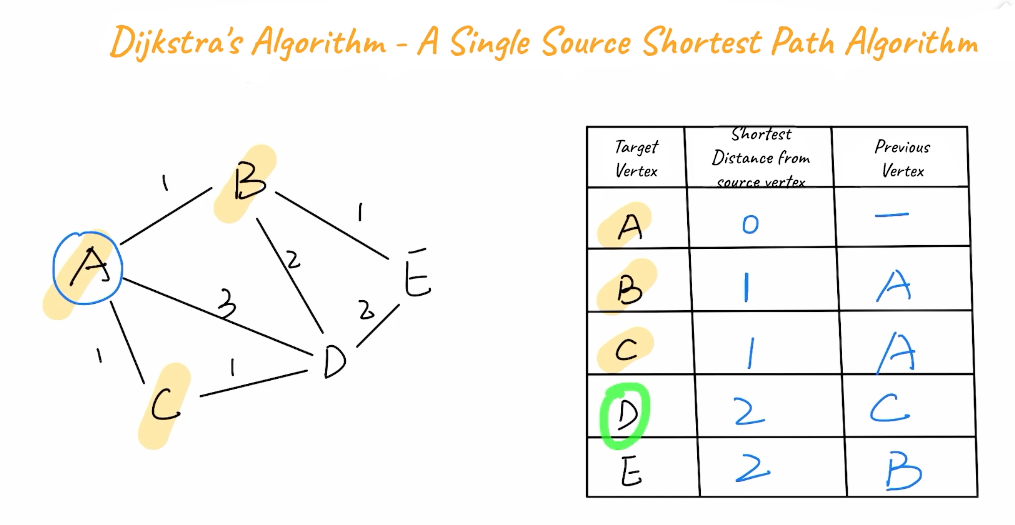 Dijkstra's Algorithm - A Single Source Shortest Path Algorithm
Target
Vertex
Shortest
Distance from
source vertex
Previous
Vertex
A 0 —
B 1 A
C 1 A
D 2 C
E 2 B
1
B
1
A
2
E
3
2
1
D
1
C